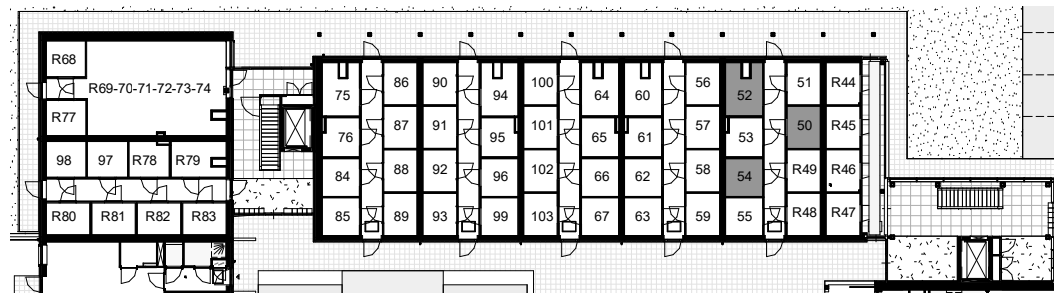 R68
R69-70-71-72-73-74
R77
98 97 R78 R79
R80 R81 R82 R83
75 86 90 94 100 64 60 56 52 51 R44
76 87 91 95 101 65 61 57 53 50 R45
84 88 92 96 102 66 62 58 54 R49 R46
85 89 93 99 103 67 63 59 55 R48 R47